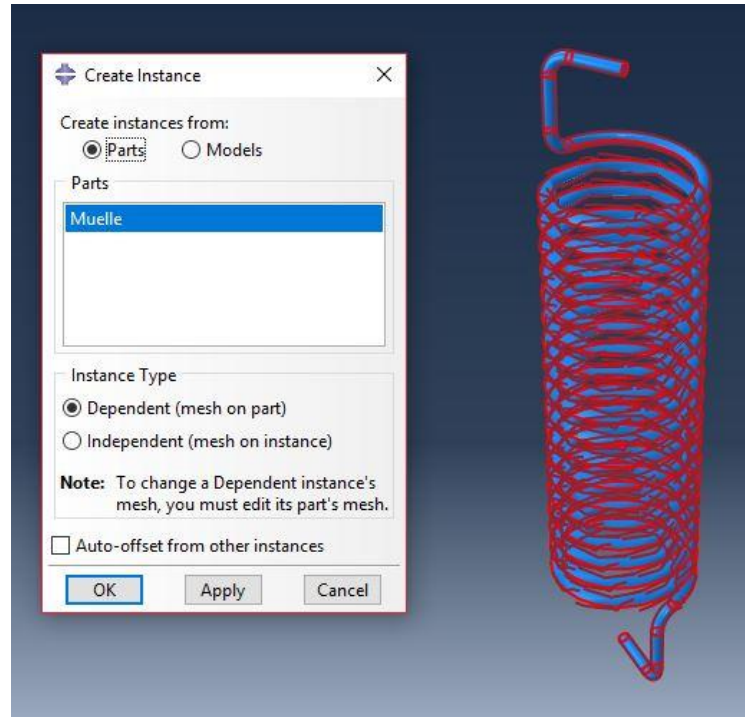 Create Instance
Create instances from:
Parts Models
Parts
Muelle
Instance Type
Dependent (mesh on part)
Independent (mesh on instance)
Note: To change a Dependent instance's
mesh, you must edit its part's mesh.
Auto-offset from other instances
OK Apply Cancel